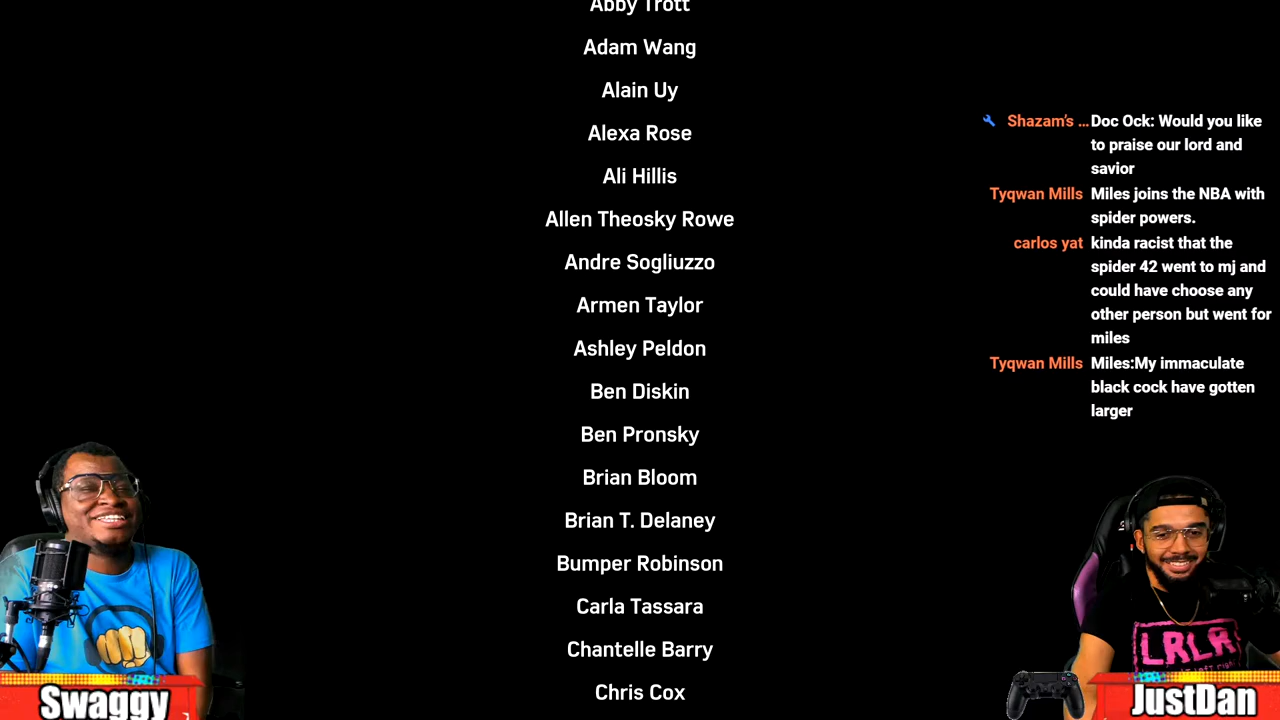 Abby Trott
Adam Wang
Alain Uy
Alexa Rose
Ali Hillis
Allen Theosky Rowe
Andre Sogliuzzo
Armen Taylor
Ashley Peldon
Ben Diskin
Ben Pronsky
Brian Bloom
Brian T. Delaney
Bumper Robinson
Carla Tassara
Chantelle Barry
Chris Cox
Shazam's ... Doc Ock: Would you like
to praise our lord and
savior
Tyqwan Mills Miles joins the NBA with
spider powers.
carlos yat kinda racist that the
spider 42 went to mj and
could have choose any
other person but went for
miles
Tyqwan Mills Miles:My immaculate
black cock have gotten
larger
LRLR
Swaggy
JustDan